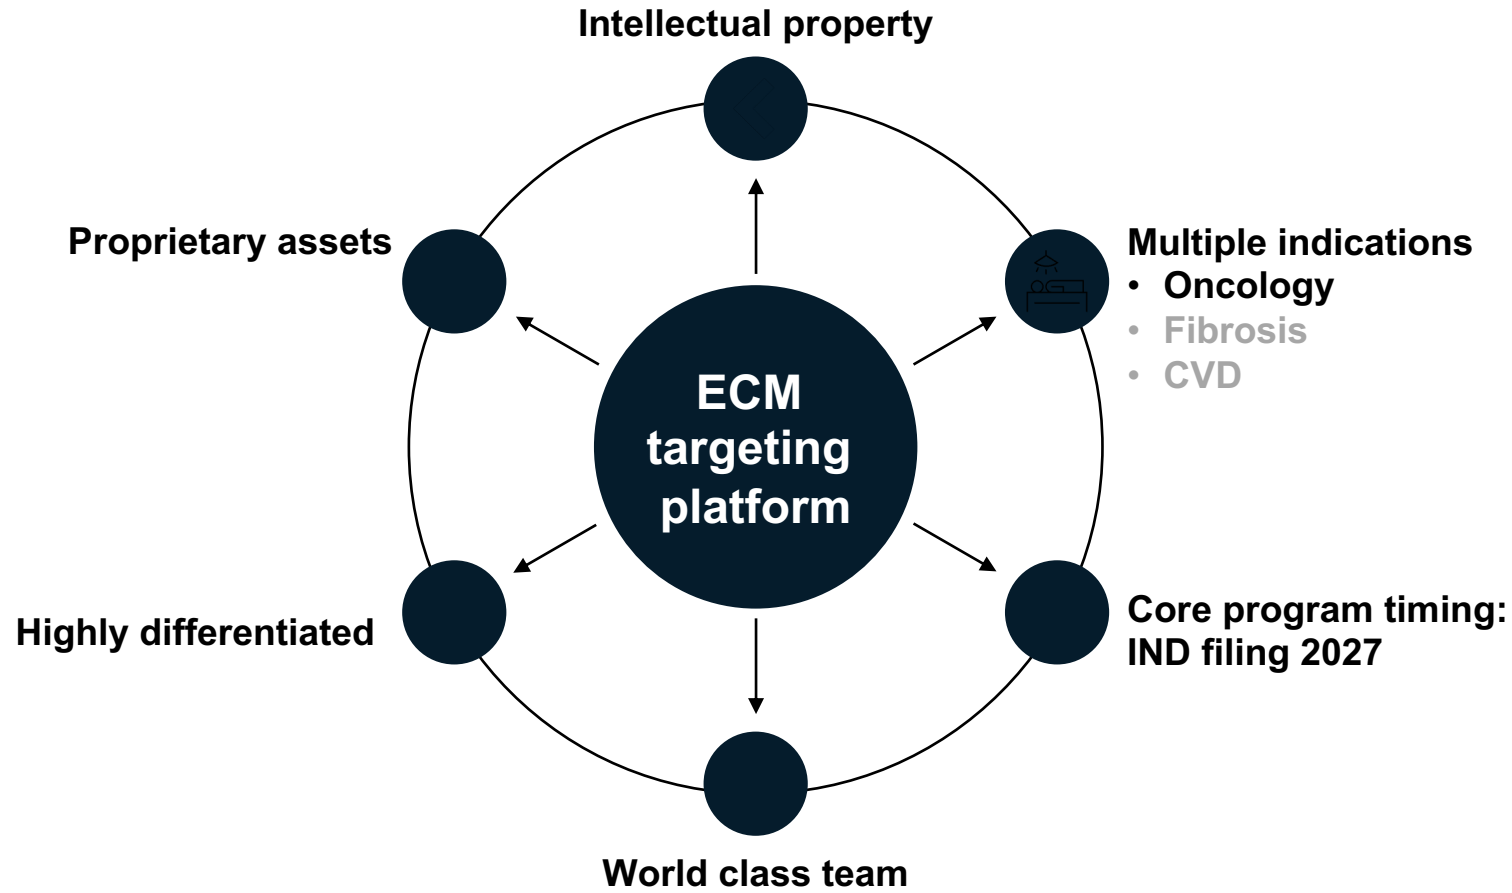 Intellectual property
Proprietary assets
Multiple indications
• Oncology
• Fibrosis
• CVD
ECM
targeting
platform
Highly differentiated
Core program timing:
IND filing 2027
World class team